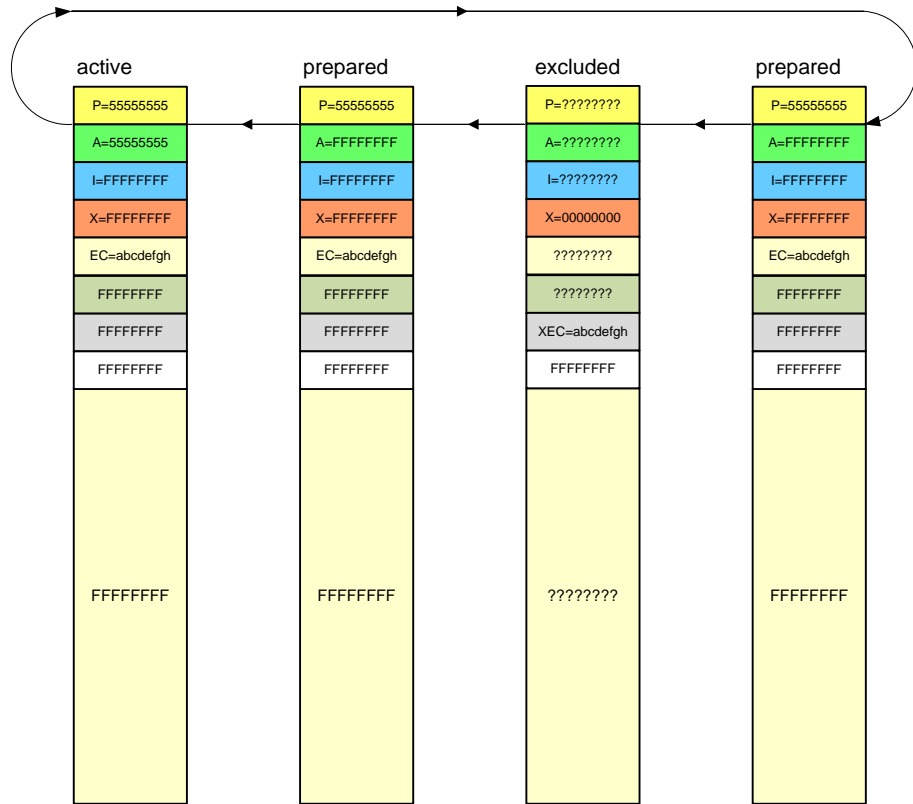 active prepared excluded prepared
P=55555555 P=55555555 P=???????? P=55555555
A=55555555 A=FFFFFFFF A=???????? A=FFFFFFFF
I=FFFFFFFF I=FFFFFFFF I=???????? I=FFFFFFFF
X=FFFFFFFF X=FFFFFFFF X=00000000 X=FFFFFFFF
EC=abcdefgh EC=abcdefgh ???????? EC=abcdefgh
FFFFFFFF FFFFFFFF ???????? FFFFFFFF
FFFFFFFF FFFFFFFF XEC=abcdefgh FFFFFFFF
FFFFFFFF FFFFFFFF FFFFFFFF FFFFFFFF
FFFFFFFF FFFFFFFF ???????? FFFFFFFF